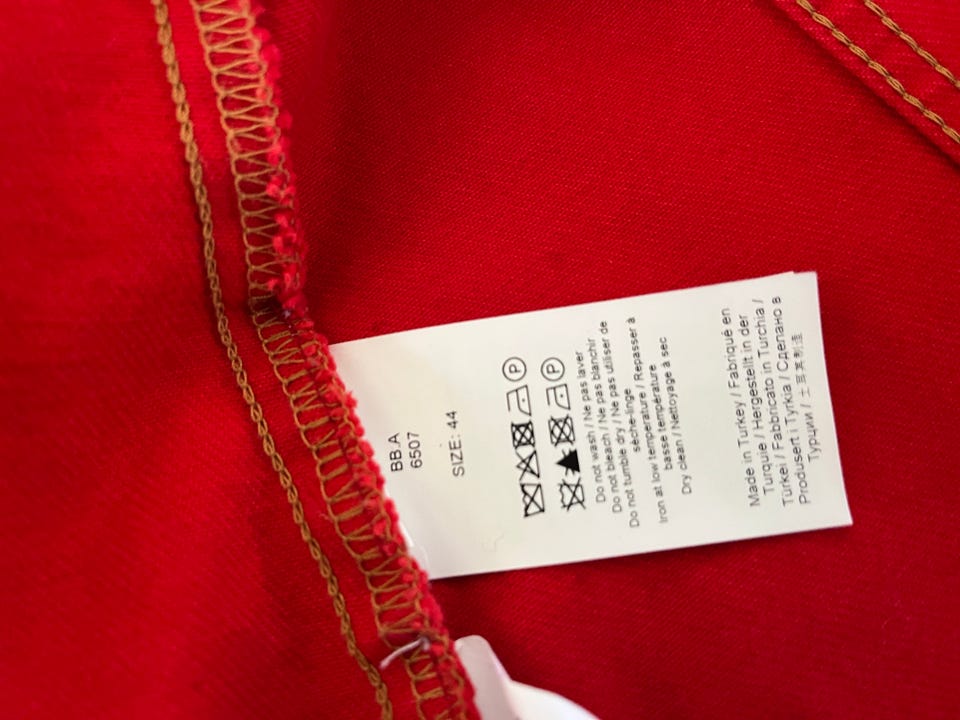 BB.A
6507
SIZE: 44
P
P
Do not wash / Ne pas laver
Do not bleach / Ne pas blanchir
Do not tumble dry / Ne pas utiliser de
sèche-linge
Iron at low temperature / Repasser à
basse température
Dry clean / Nettoyage à sec
Made in Turkey / Fabriqué en
Turquie / Hergestellt in der
Türkei / Fabbricato in Turchia /
Produsert i Tyrkia / Сделано в
Турции / 土耳其制造